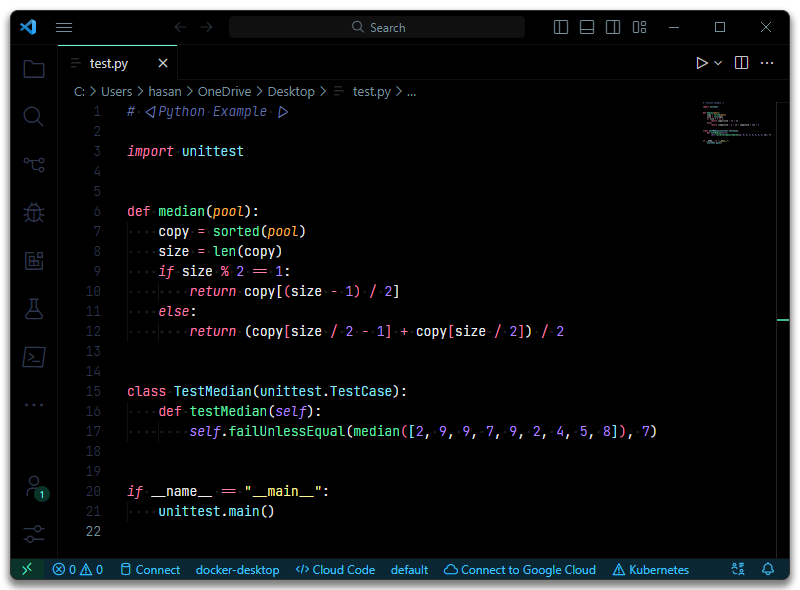 Search
test.py
C: > Users > hasan > OneDrive > Desktop > test.py > ...
1 # ◁Python Example ▷
2
3 import unittest
4
5
6 def median(pool):
7     copy = sorted(pool)
8     size = len(copy)
9     if size % 2 == 1:
10         return copy[(size - 1) / 2]
11     else:
12         return (copy[size / 2 - 1] + copy[size / 2]) / 2
13
14
15 class TestMedian(unittest.TestCase):
16     def testMedian(self):
17         self.failUnlessEqual(median([2, 9, 9, 7, 9, 2, 4, 5, 8]), 7)
18
19
20 if __name__ == "__main__":
21     unittest.main()
22
1
0 0 Connect docker-desktop </> Cloud Code default Connect to Google Cloud Kubernetes